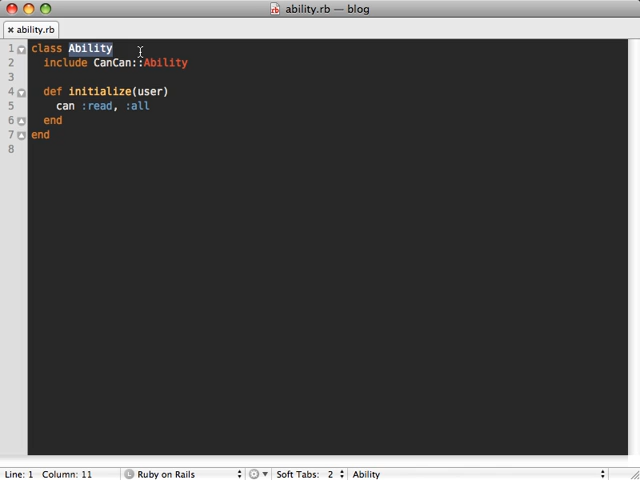 ability.rb — blog
ability.rb
1 class Ability
2 include CanCan::Ability
3
4 def initialize(user)
5 can :read, :all
6 end
7 end
8
Line: 1 Column: 11 Ruby on Rails Soft Tabs: 2 Ability